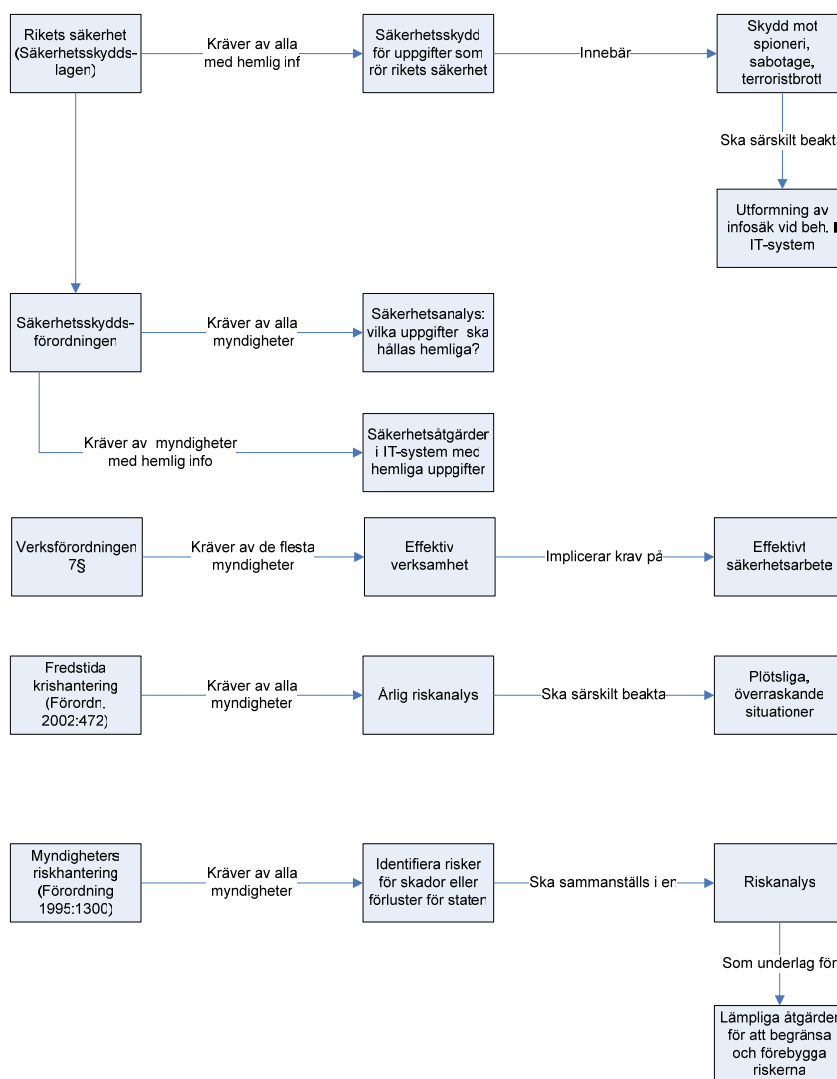 Rikets säkerhet
(Säkerhetsskydds-
lagen)
Kräver av alla
med hemlig inf
Säkerhetsskydd
för uppgifter som
rör rikets säkerhet
Innebär
Skydd mot
spioneri,
sabotage,
terroristbrott
Ska särskilt beakta
Utformning av
infosäk vid beh.
IT-system
Säkerhetsskydds-
förordningen
Kräver av alla
myndigheter
Säkerhetsanalys:
vilka uppgifter ska
hållas hemliga?
Kräver av myndigheter
med hemlig info
Säkerhetsåtgärder
i IT-system med
hemliga uppgifter
Verksförordningen
7§
Kräver av de flesta
myndigheter
Effektiv
verksamhet
Implicerar krav på
Effektivt
säkerhetsarbete
Fredstida
krishantering
(Förordn.
2002:472)
Kräver av alla
myndigheter
Årlig riskanalys
Ska särskilt beakta
Plötsliga,
överraskande
situationer
Myndigheters
riskhantering
(Förordning
1995:1300)
Kräver av alla
myndigheter
Identifiera risker
för skador eller
förluster för staten
Ska sammanställs i en
Riskanalys
Som underlag för
Lämpliga åtgärder
för att begränsa
och förebygga
riskerna